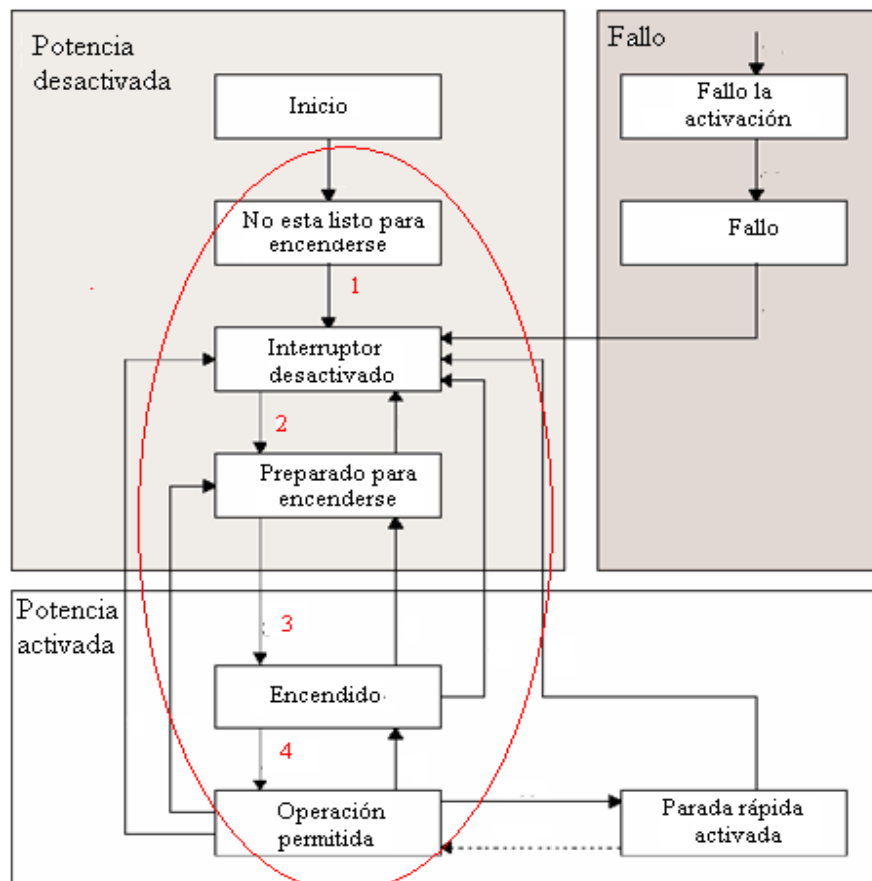 Potencia
desactivada
Inicio
No esta listo para
encenderse
1
Interruptor
desactivado
2
Preparado para
encenderse
Fallo
Fallo la
activación
Fallo
Potencia
activada
3
Encendido
4
Operación
permitida
Parada rápida
activada